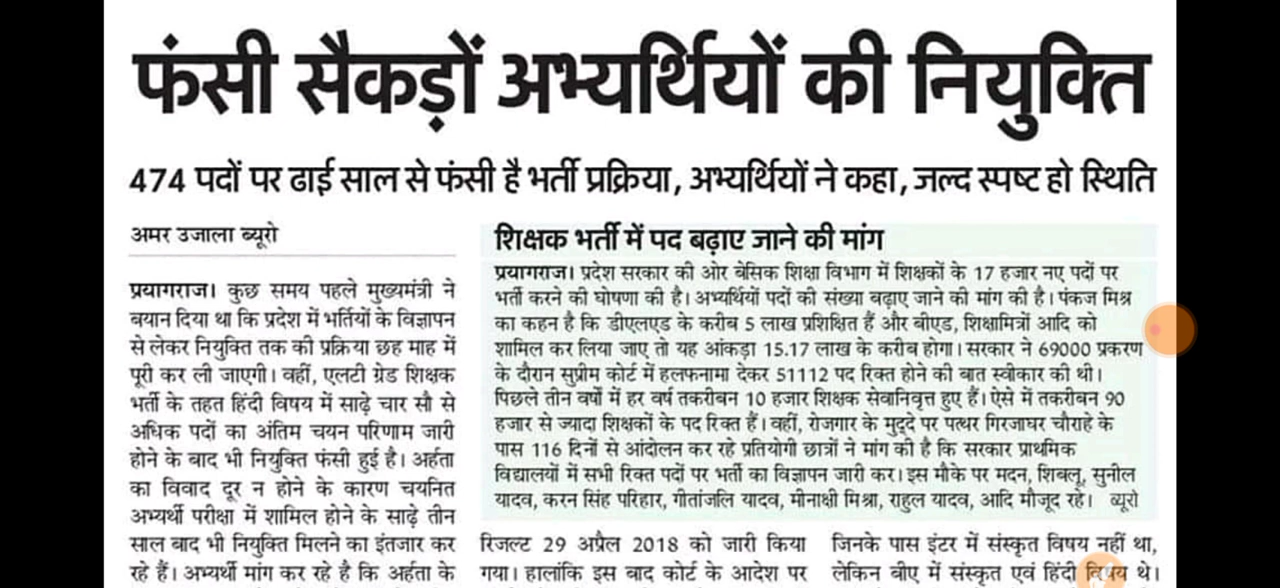 फंसी सैकड़ों अभ्यर्थियों की नियुक्ति
474 पदों पर ढाई साल से फंसी है भर्ती प्रक्रिया, अभ्यर्थियों ने कहा, जल्द स्पष्ट हो स्थिति
अमर उजाला ब्यूरो
प्रयागराज। कुछ समय पहले मुख्यमंत्री ने
बयान दिया था कि प्रदेश में भर्तियों के विज्ञापन
से लेकर नियुक्ति तक की प्रक्रिया छह माह में
पूरी कर ली जाएगी। वहीं, एलटी ग्रेड शिक्षक
भर्ती के तहत हिंदी विषय में साढ़े चार सौ से
अधिक पदों का अंतिम चयन परिणाम जारी
होने के बाद भी नियुक्ति फंसी हुई है। अर्हता
का विवाद दूर न होने के कारण चयनित
अभ्यर्थी परीक्षा में शामिल होने के साढ़े तीन
साल बाद भी नियुक्ति मिलने का इंतजार कर
रहे हैं। अभ्यर्थी मांग कर रहे है कि अर्हता के
शिक्षक भर्ती में पद बढ़ाए जाने की मांग
प्रयागराज। प्रदेश सरकार की ओर बेसिक शिक्षा विभाग में शिक्षकों के 17 हजार नए पदों पर
भर्ती करने की घोषणा की है। अभ्यर्थियों पदों की संख्या बढ़ाए जाने की मांग की है। पंकज मिश्र
का कहना है कि डीएलएड के करीब 5 लाख प्रशिक्षित हैं और बीएड, शिक्षामित्रों आदि को
शामिल कर लिया जाए तो यह आंकड़ा 15.17 लाख के करीब होगा। सरकार ने 69000 प्रकरण
के दौरान सुप्रीम कोर्ट में हलफनामा देकर 51112 पद रिक्त होने की बात स्वीकार की थी।
पिछले तीन वर्षों में हर वर्ष तकरीबन 10 हजार शिक्षक सेवानिवृत्त हुए हैं। ऐसे में तकरीबन 90
हजार से ज्यादा शिक्षकों के पद रिक्त हैं। वहीं, रोजगार के मुद्दे पर पत्थर गिरजाघर चौराहे के
पास 116 दिनों से आंदोलन कर रहे प्रतियोगी छात्रों ने मांग की है कि सरकार प्राथमिक
विद्यालयों में सभी रिक्त पदों पर भर्ती का विज्ञापन जारी कर। इस मौके पर मदन, शिबलू, सुनील
यादव, करन सिंह परिहार, गीतांजलि यादव, मीनाक्षी मिश्रा, राहुल यादव, आदि मौजूद रहे। ब्यूरो
रिजल्ट 29 अप्रैल 2018 को जारी किया
गया। हालांकि इस बाद कोर्ट के आदेश पर
जिनके पास इंटर में संस्कृत विषय नहीं था,
लेकिन बीए में संस्कृत एवं हिंदी विषय थे।